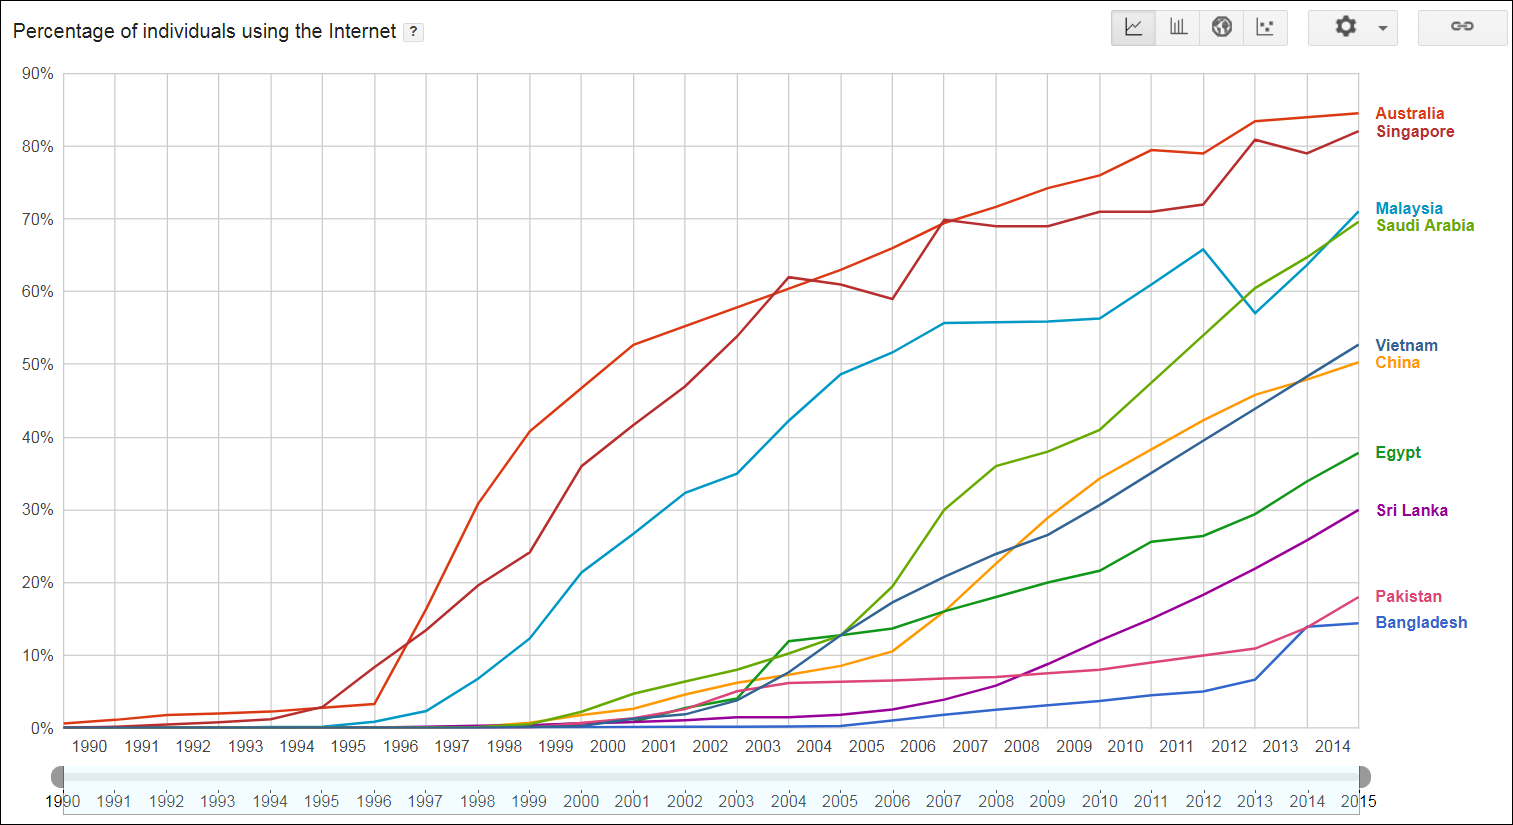 Percentage of individuals using the Internet ?
90%
80%
70%
60%
50%
40%
30%
20%
10%
0%
Australia
Singapore
Malaysia
Saudi Arabia
Vietnam
China
Egypt
Sri Lanka
Pakistan
Bangladesh
1990 1991 1992 1993 1994 1995 1996 1997 1998 1999 2000 2001 2002 2003 2004 2005 2006 2007 2008 2009 2010 2011 2012 2013 2014
1990 1991 1992 1993 1994 1995 1996 1997 1998 1999 2000 2001 2002 2003 2004 2005 2006 2007 2008 2009 2010 2011 2012 2013 2014 2015